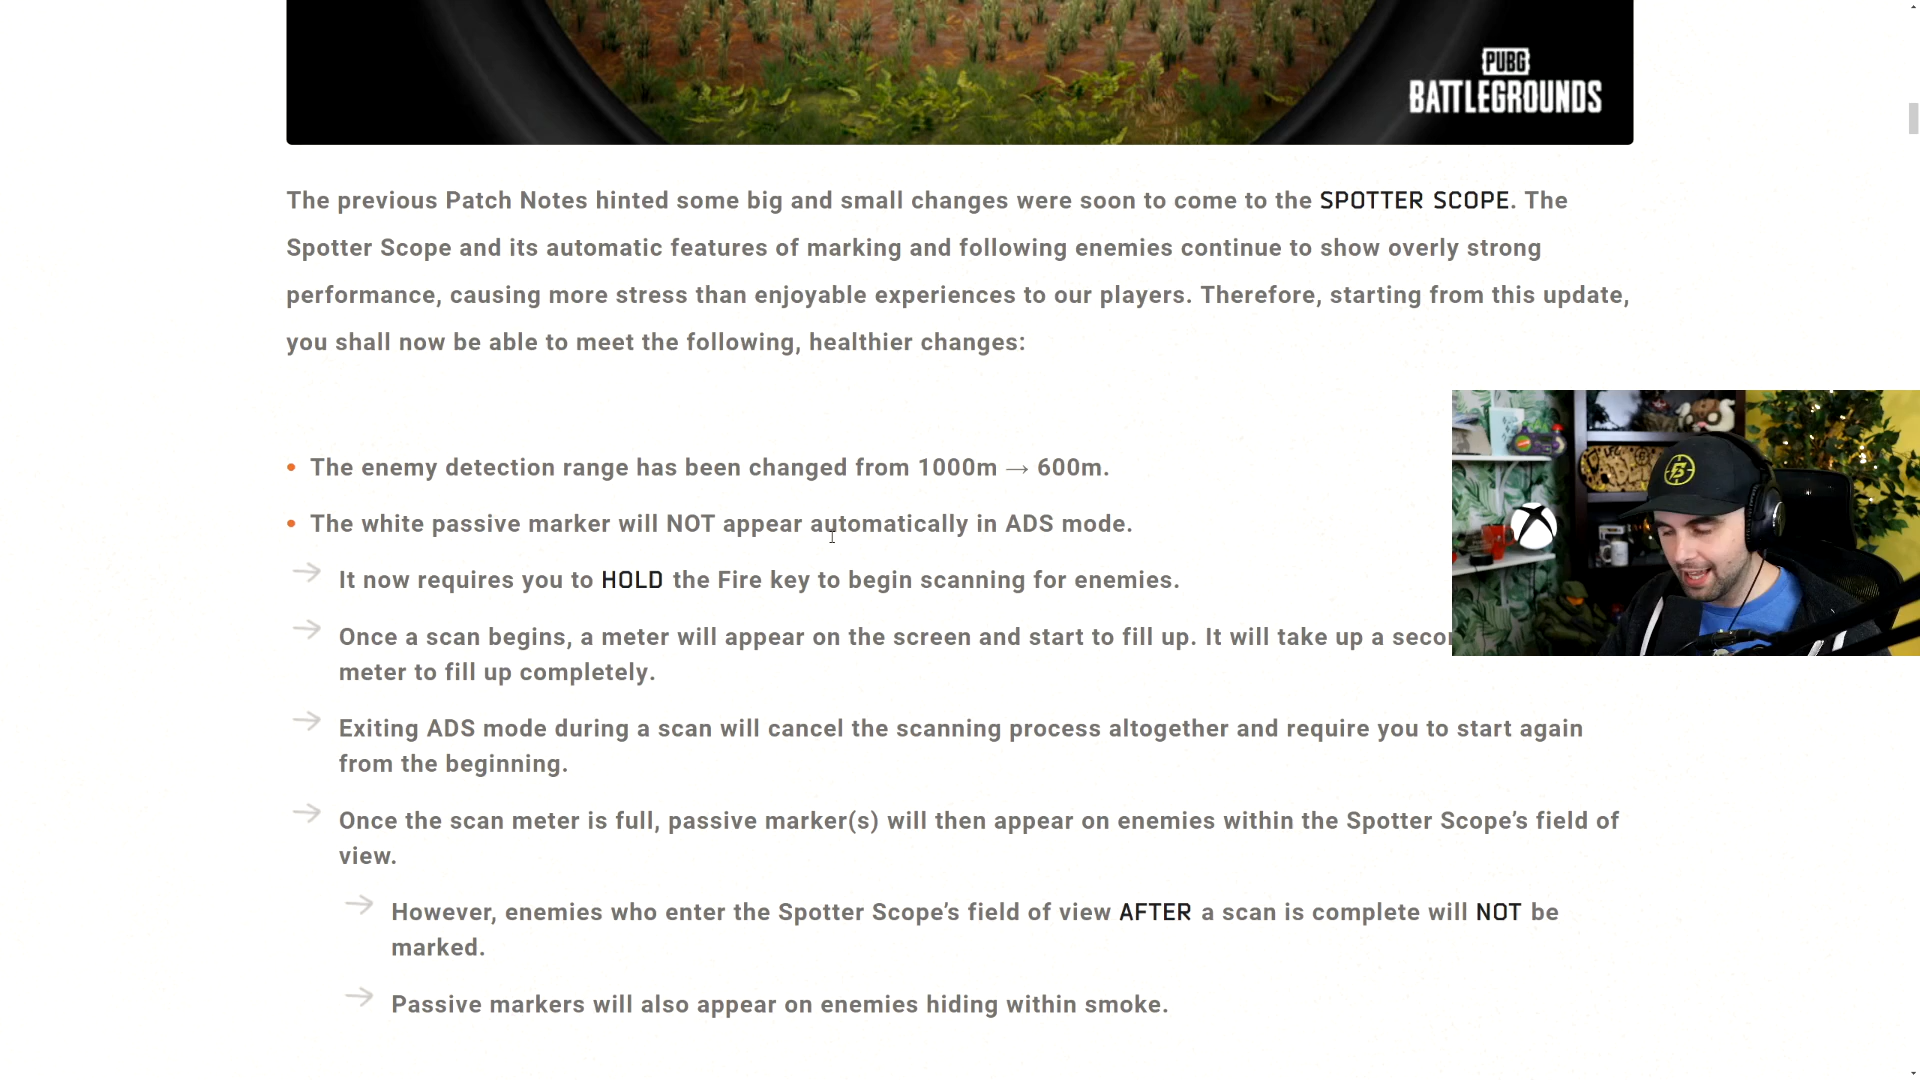 PUBG
BATTLEGROUNDS
The previous Patch Notes hinted some big and small changes were soon to come to the SPOTTER SCOPE. The
Spotter Scope and its automatic features of marking and following enemies continue to show overly strong
performance, causing more stress than enjoyable experiences to our players. Therefore, starting from this update,
you shall now be able to meet the following, healthier changes:
• The enemy detection range has been changed from 1000m → 600m.
• The white passive marker will NOT appear automatically in ADS mode.
→ It now requires you to HOLD the Fire key to begin scanning for enemies.
→ Once a scan begins, a meter will appear on the screen and start to fill up. It will take up a
meter to fill up completely.
→ Exiting ADS mode during a scan will cancel the scanning process altogether and require you to start again
from the beginning.
→ Once the scan meter is full, passive marker(s) will then appear on enemies within the Spotter Scope’s field of
view.
→ However, enemies who enter the Spotter Scope’s field of view AFTER a scan is complete will NOT be
marked.
→ Passive markers will also appear on enemies hiding within smoke.